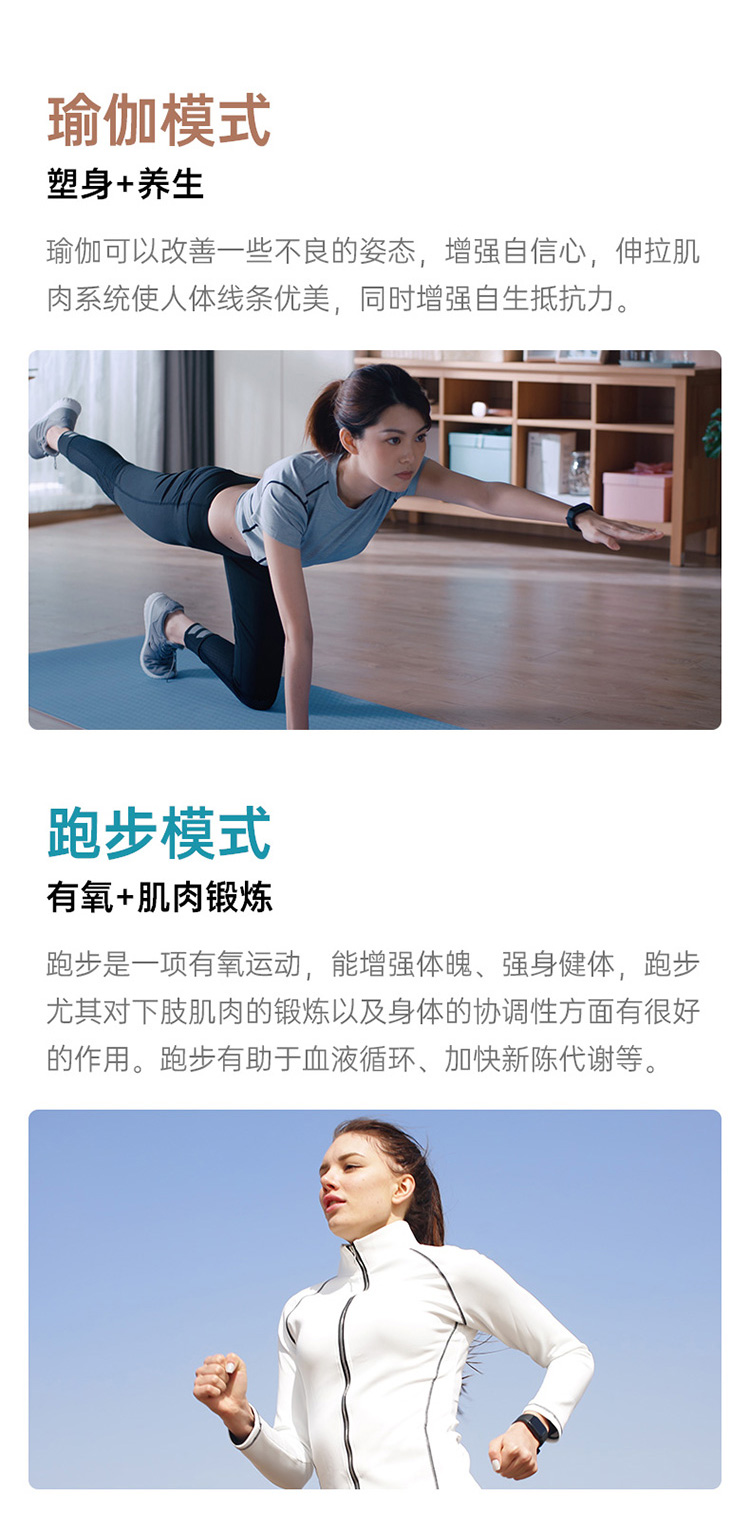 瑜伽模式
塑身+养生
瑜伽可以改善一些不良的姿态，增强自信心，伸拉肌
肉系统使人体线条优美，同时增强自生抵抗力。
跑步模式
有氧+肌肉锻炼
跑步是一项有氧运动，能增强体魄、强身健体，跑步
尤其对下肢肌肉的锻炼以及身体的协调性方面有很好
的作用。跑步有助于血液循环、加快新陈代谢等。